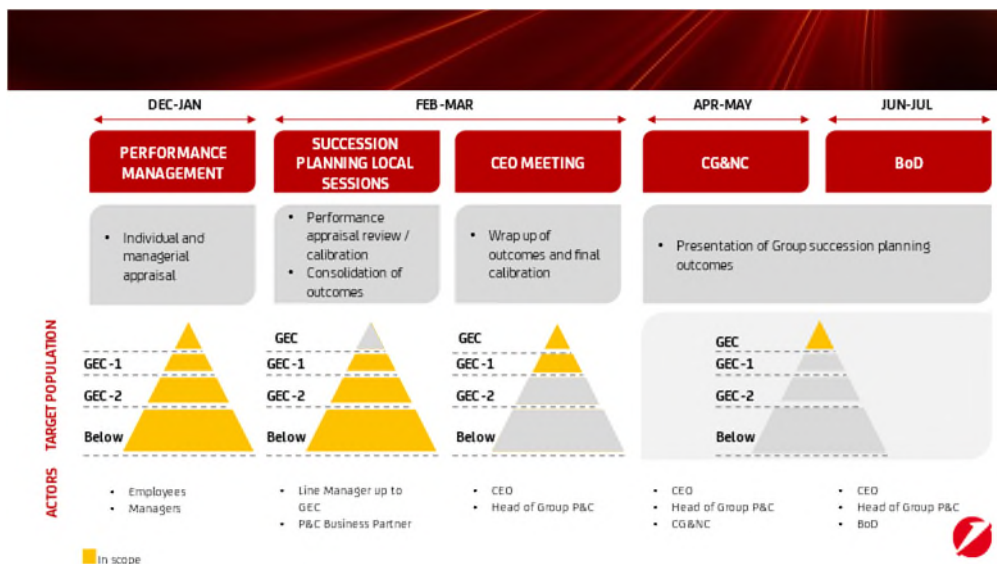 DEC-JAN
FEB-MAR
APR-MAY
JUN-JUL
PERFORMANCE
MANAGEMENT
SUCCESSION
PLANNING LOCAL
SESSIONS
CEO MEETING
CG&NC
BoD
• Individual and
managerial
appraisal
• Performance
appraisal review /
calibration
• Consolidation of
outcomes
• Wrap up of
outcomes and final
calibration
• Presentation of Group succession planning
outcomes
TARGET POPULATION
GEC-1
GEC-2
Below
GEC
GEC-1
GEC-2
Below
GEC
GEC-1
GEC-2
Below
GEC
GEC-1
GEC-2
Below
ACTORS
• Employees
• Managers
• Line Manager up to
GEC
• P&C Business Partner
• CEO
• Head of Group P&C
• CEO
• Head of Group P&C
• CG&NC
• CEO
• Head of Group P&C
• BoD
In scope